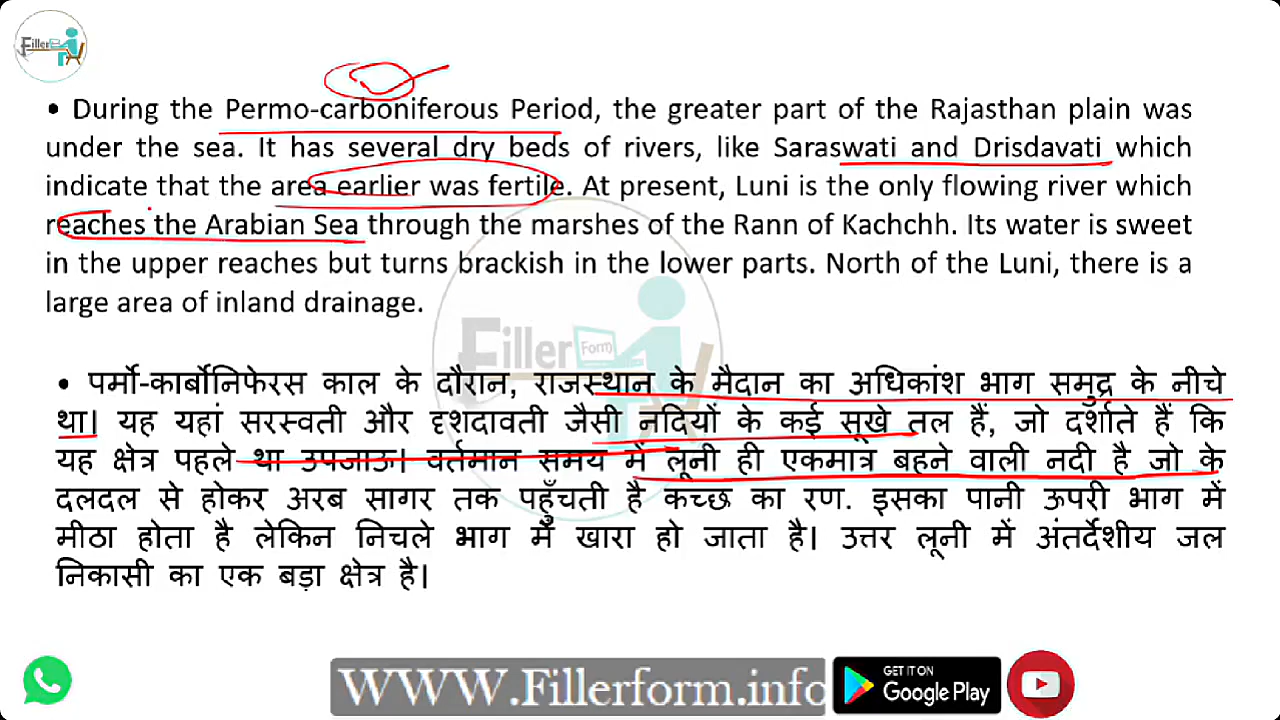 Filler
• During the Permo-carboniferous Period, the greater part of the Rajasthan plain was
under the sea. It has several dry beds of rivers, like Saraswati and Drisdavati which
indicate that the area earlier was fertile. At present, Luni is the only flowing river which
reaches the Arabian Sea through the marshes of the Rann of Kachchh. Its water is sweet
in the upper reaches but turns brackish in the lower parts. North of the Luni, there is a
large area of inland drainage.
Filler Form
• पर्मो-कार्बोनिफेरस काल के दौरान, राजस्थान के मैदान का अधिकांश भाग समुद्र के नीचे
था। यह यहां सरस्वती और दृशदावती जैसी नदियों के कई सूखे तल हैं, जो दर्शाते हैं कि
यह क्षेत्र पहले था उपजाऊ। वर्तमान समय में लूनी ही एकमात्र बहने वाली नदी है जो के
दलदल से होकर अरब सागर तक पहुँचती है कच्छ का रण. इसका पानी ऊपरी भाग में
मीठा होता है लेकिन निचले भाग में खारा हो जाता है। उत्तर लूनी में अंतर्देशीय जल
निकासी का एक बड़ा क्षेत्र है।
WWW.Fillerform.info
GET IT ON
Google Play